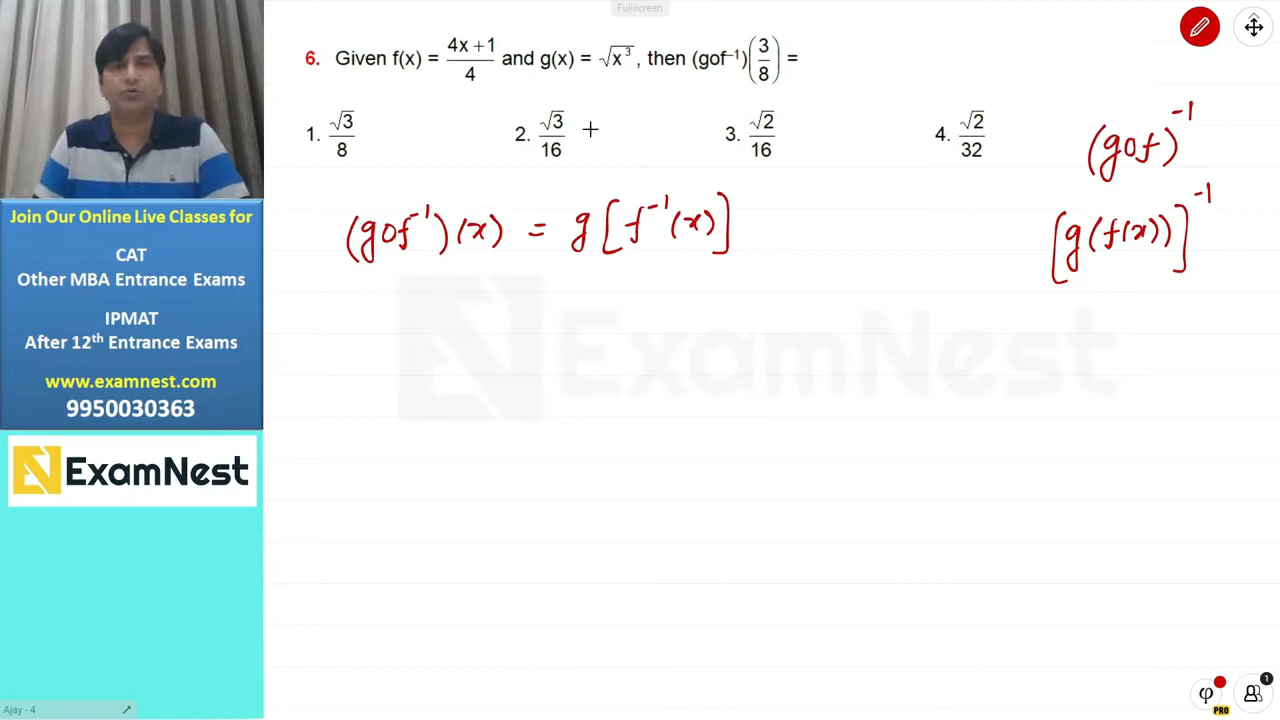 Fullscreen
6. Given f(x) = (4x + 1)/4 and g(x) = √x³, then (gof⁻¹)(3/8) =
1. √3/8 2. √3/16 3. √2/16 4. √2/32
(gof)⁻¹
(gof⁻¹)(x) = g[f⁻¹(x)]
[g(f(x))]⁻¹
Join Our Online Live Classes for
CAT
Other MBA Entrance Exams
IPMAT
After 12th Entrance Exams
www.examnest.com
9950030363
ExamNest
ExamNest
Ajay - 4
1
φ
PRO